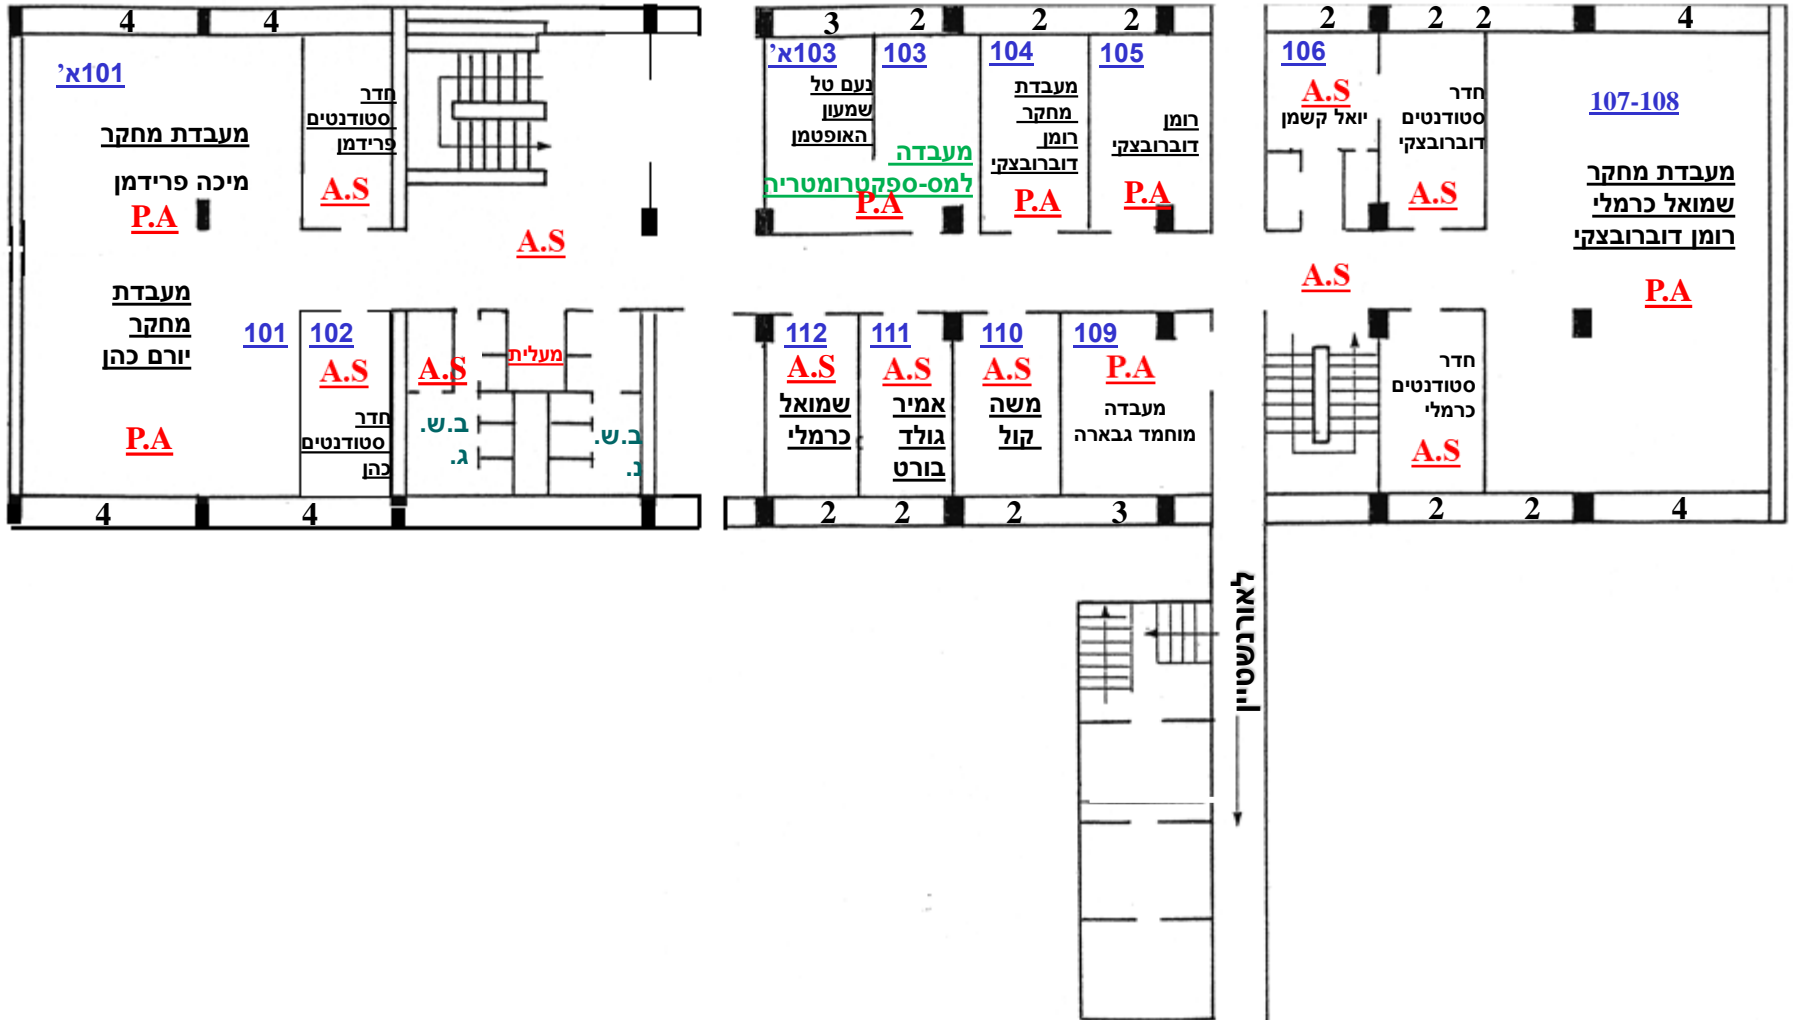 4
4
3
2
2
2
2
2
2
4
101א'
מעבדת מחקר
מיכה פרידמן
P.A
חדר
סטודנטים
פרידמן
A.S
A.S
103א'
נעם טל
שמעון
האופטמן
103
מעבדה
למס-ספקטרומטריה
P.A
104
מעבדת
מחקר
רומן
דוברובצקי
P.A
105
רומן
דוברובצקי
P.A
106
A.S
יואל קשמן
חדר
סטודנטים
דוברובצקי
A.S
107-108
מעבדת מחקר
שמואל כרמלי
רומן דוברובצקי
P.A
A.S
מעבדת
מחקר
יורם כהן
101
P.A
102
A.S
חדר
סטודנטים
כהן
A.S
מעלית
ב.ש.
ג.
ב.ש.
נ.
112
A.S
שמואל
כרמלי
111
A.S
אמיר
גולד
בורט
110
A.S
משה
קול
109
P.A
מעבדה
מוחמד גבארה
חדר
סטודנטים
כרמלי
A.S
4
4
2
2
2
3
2
2
4
לאורנשטיין